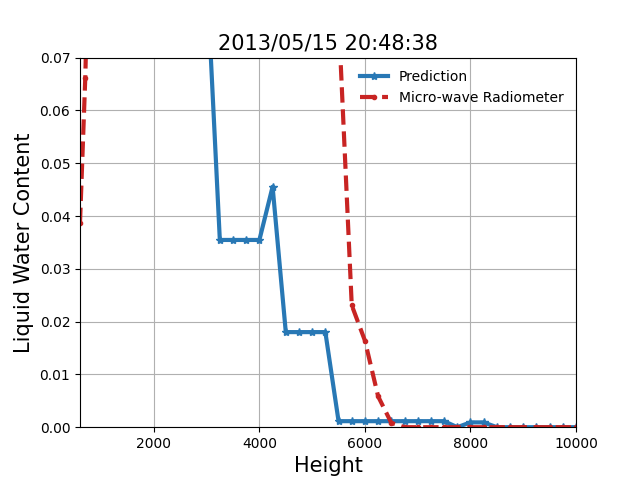 2013/05/15 20:48:38
Prediction
Micro-wave Radiometer
Liquid Water Content
0.07
0.06
0.05
0.04
0.03
0.02
0.01
0.00
2000 4000 6000 8000 10000
Height